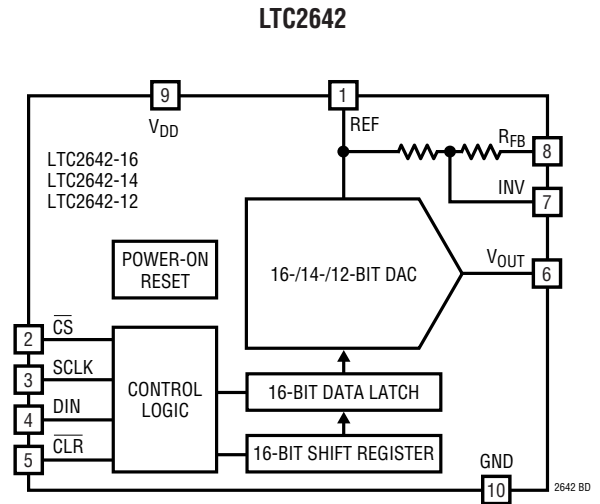 LTC2642
9
1
VDD
REF
RFB
8
LTC2642-16
LTC2642-14
LTC2642-12
INV
7
POWER-ON
RESET
16-/14-/12-BIT DAC
VOUT
6
2
CS
3
SCLK
4
DIN
5
CLR
CONTROL
LOGIC
16-BIT DATA LATCH
16-BIT SHIFT REGISTER
GND
10
2642 BD